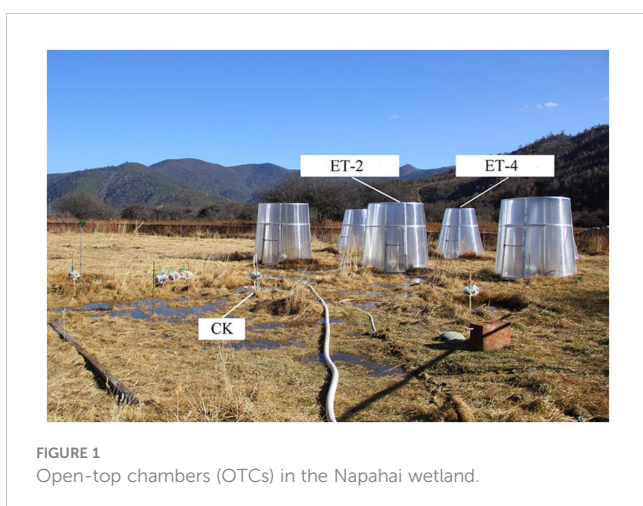 ET-2
ET-4
CK
FIGURE 1
Open-top chambers (OTCs) in the Napahai wetland.